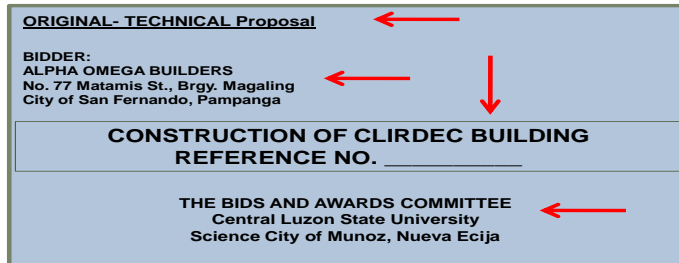 ORIGINAL- TECHNICAL Proposal
BIDDER:
ALPHA OMEGA BUILDERS
No. 77 Matamis St., Brgy. Magaling
City of San Fernando, Pampanga
CONSTRUCTION OF CLIRDEC BUILDING
REFERENCE NO. __________
THE BIDS AND AWARDS COMMITTEE
Central Luzon State University
Science City of Munoz, Nueva Ecija